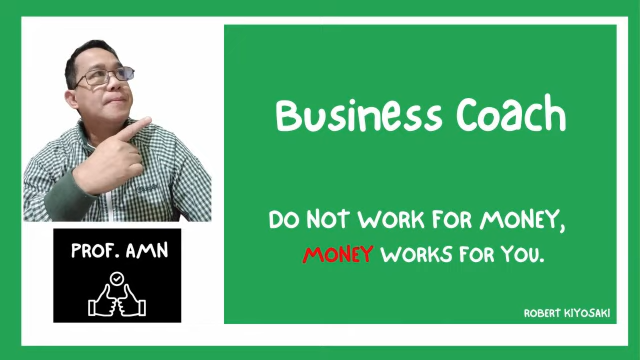 Business Coach
DO NOT WORK FOR MONEY,
MONEY WORKS FOR YOU.
PROF. AMN
ROBERT KIYOSAKI